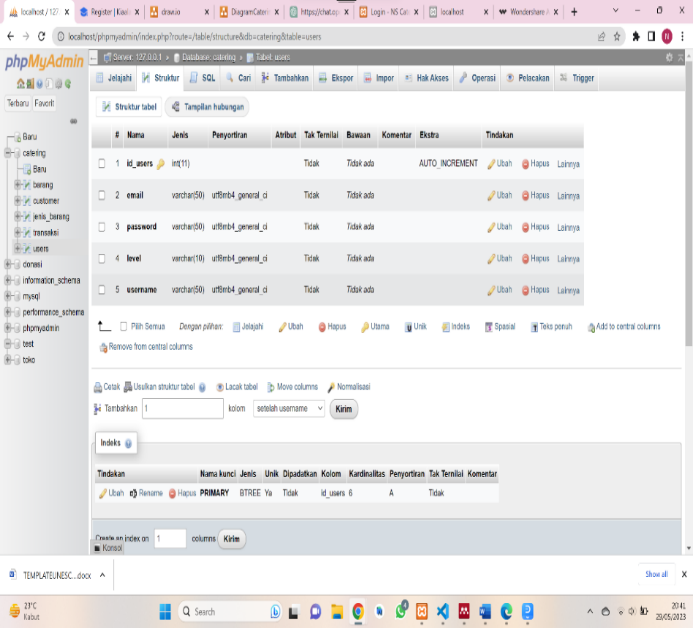 localhost / 127 Register | Kaali draw.io DiagramCaterin https://chat.op Login - NS Cat localhost Wondershare
localhost/phpmyadmin/index.php?route=/table/structure&db=catering&table=users
phpMyAdmin
Server: 127.0.0.1 » Database: catering » Tabel: users
Jelajahi Struktur SQL Cari Tambahkan Ekspor Impor Hak Akses Operasi Pelacakan Trigger
Terbaru Favorit
Struktur tabel Tampilan hubungan
Baru
catering
Baru
barang
customer
jenis_barang
transaksi
users
donasi
information_schema
mysql
performance_schema
phpmyadmin
test
toko
# Nama Jenis Penyortiran Atribut Tak Ternilai Bawaan Komentar Ekstra Tindakan
1 id_users int(11) Tidak Tidak ada AUTO_INCREMENT Ubah Hapus Lainnya
2 email varchar(50) utf8mb4_general_ci Tidak Tidak ada Ubah Hapus Lainnya
3 password varchar(50) utf8mb4_general_ci Tidak Tidak ada Ubah Hapus Lainnya
4 level varchar(10) utf8mb4_general_ci Tidak Tidak ada Ubah Hapus Lainnya
5 username varchar(50) utf8mb4_general_ci Tidak Tidak ada Ubah Hapus Lainnya
Pilih Semua Dengan pilihan: Jelajahi Ubah Hapus Utama Unik Indeks Spasial Teks penuh Add to central columns
Remove from central columns
Cetak Usulkan struktur tabel Lacak tabel Move columns Normalisasi
Tambahkan 1 kolom setelah username Kirim
Indeks
Tindakan Nama kunci Jenis Unik Dipadatkan Kolom Kardinalitas Penyortiran Tak Ternilai Komentar
Ubah Rename Hapus PRIMARY BTREE Ya Tidak id_users 6 A Tidak
Create an index on 1 columns Kirim
Konsol
TEMPLATEUNESC....docx Show all
23°C
Kabut
Search
20:41
29/05/2023